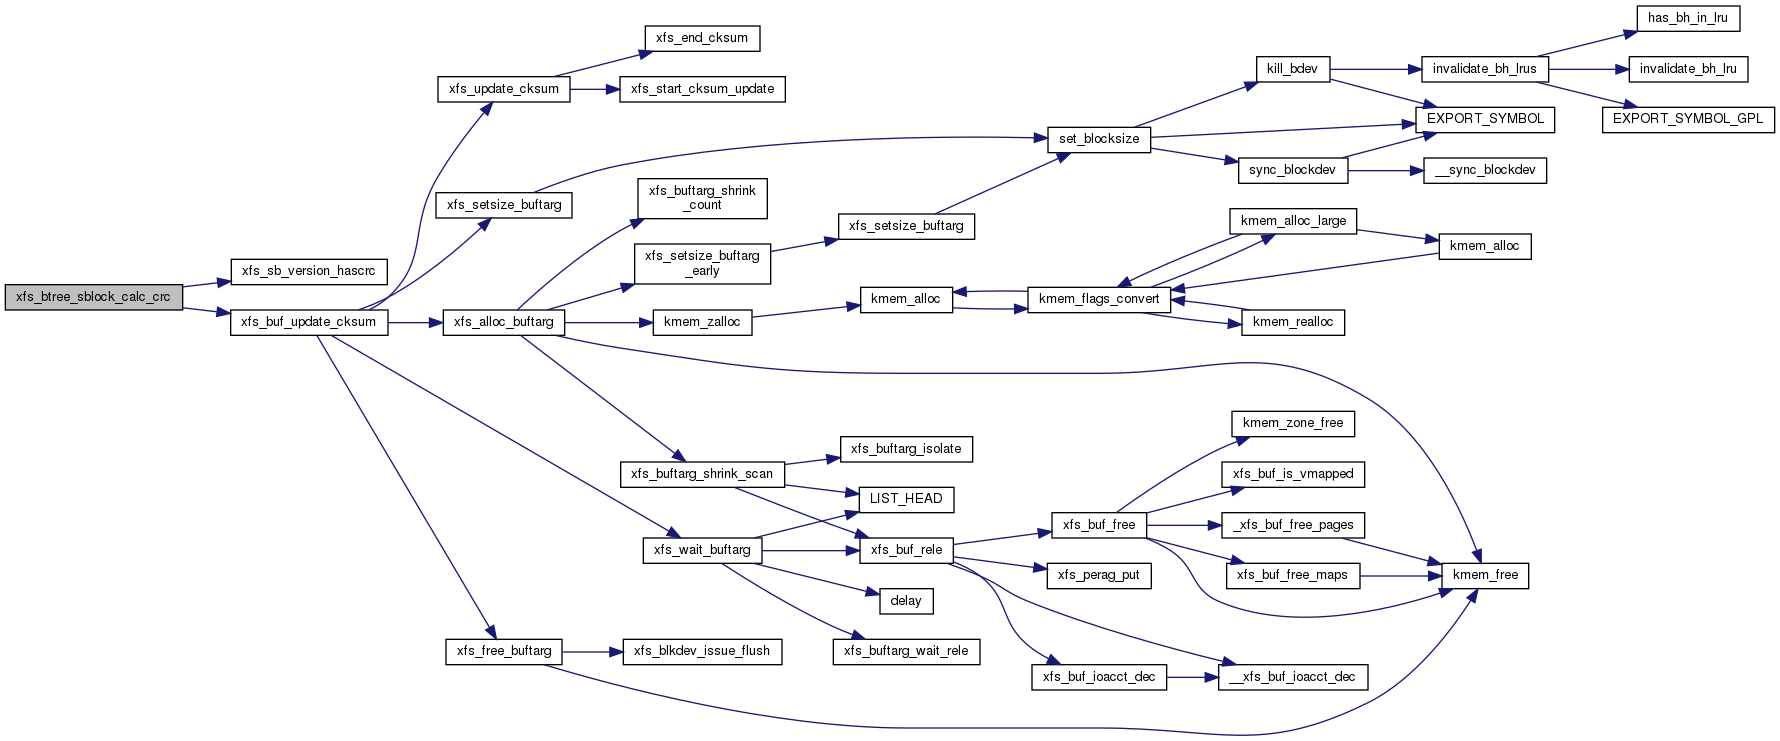 has_bh_in_lru
xfs_end_cksum
kill_bdev
invalidate_bh_lrus
invalidate_bh_lru
xfs_update_cksum
xfs_start_cksum_update
EXPORT_SYMBOL
EXPORT_SYMBOL_GPL
set_blocksize
sync_blockdev
__sync_blockdev
xfs_buftarg_shrink
_count
xfs_setsize_buftarg
xfs_setsize_buftarg
kmem_alloc_large
kmem_alloc
xfs_setsize_buftarg
_early
xfs_sb_version_hascrc
xfs_btree_sblock_calc_crc
kmem_alloc
kmem_flags_convert
xfs_buf_update_cksum
xfs_alloc_buftarg
kmem_zalloc
kmem_realloc
kmem_zone_free
xfs_buftarg_isolate
xfs_buftarg_shrink_scan
xfs_buf_is_vmapped
LIST_HEAD
xfs_buf_free
_xfs_buf_free_pages
xfs_wait_buftarg
xfs_buf_rele
xfs_perag_put
xfs_buf_free_maps
kmem_free
delay
xfs_free_buftarg
xfs_blkdev_issue_flush
xfs_buftarg_wait_rele
xfs_buf_ioacct_dec
__xfs_buf_ioacct_dec